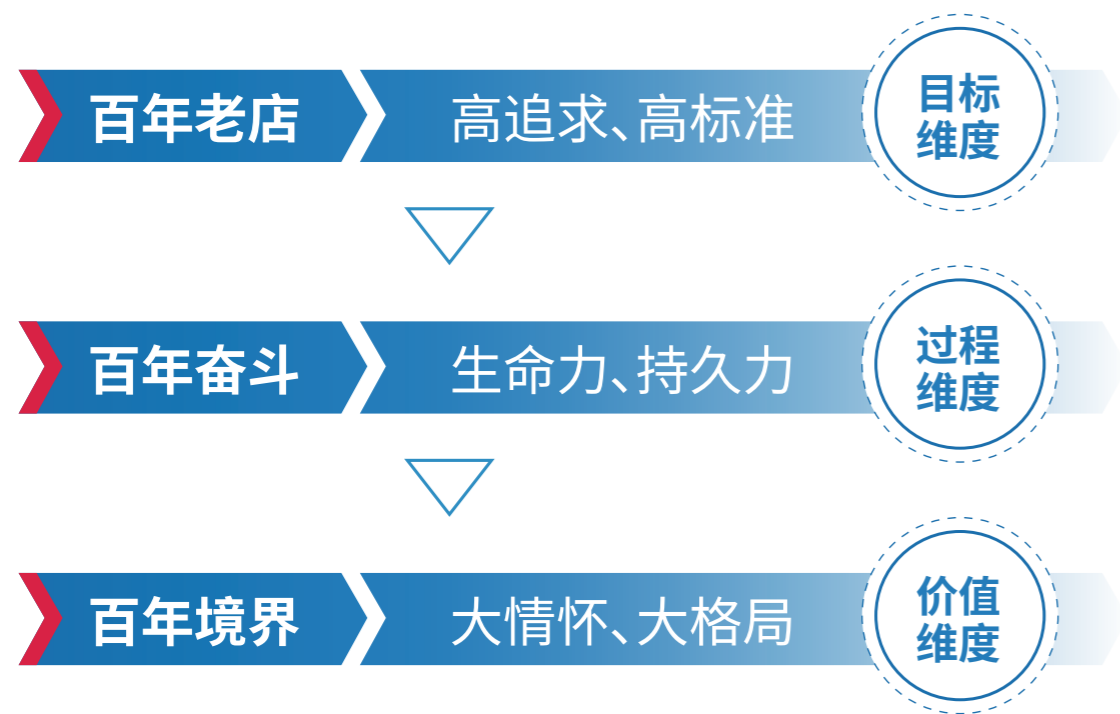 百年老店
高追求、高标准
目标
维度
百年奋斗
生命力、持久力
过程
维度
百年境界
大情怀、大格局
价值
维度